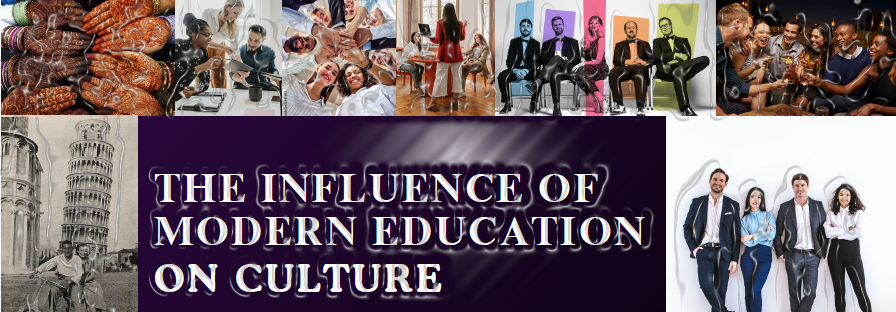 THE INFLUENCE OF
MODERN EDUCATION
ON CULTURE